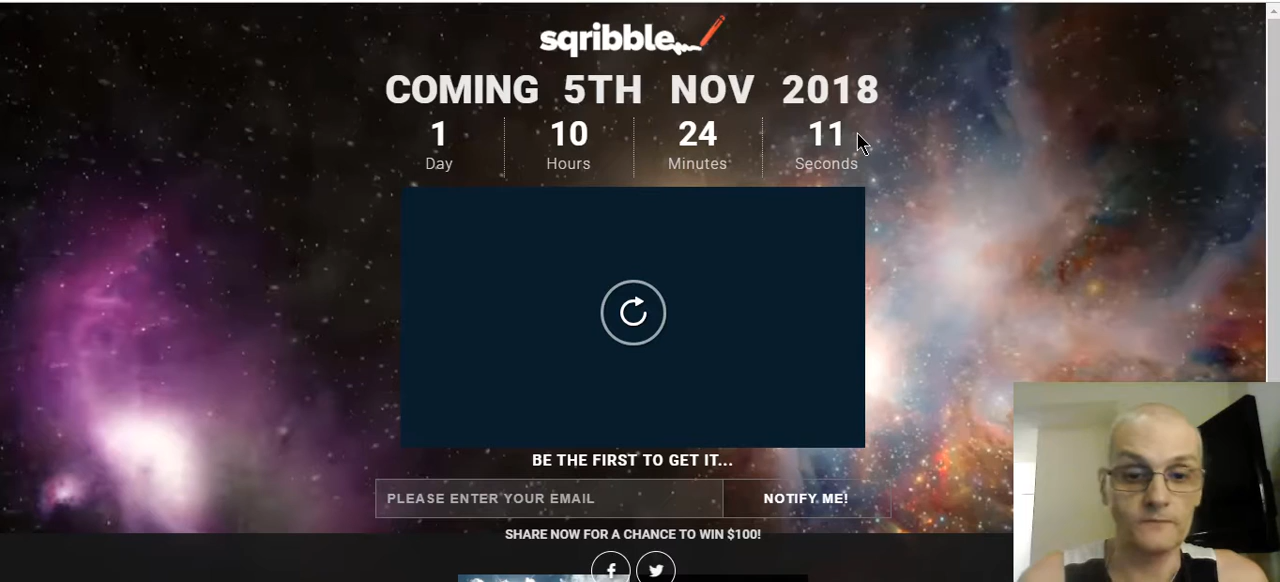 sqribble
COMING 5TH NOV 2018
1 10 24 11
Day Hours Minutes Seconds
BE THE FIRST TO GET IT...
PLEASE ENTER YOUR EMAIL NOTIFY ME!
SHARE NOW FOR A CHANCE TO WIN $100!